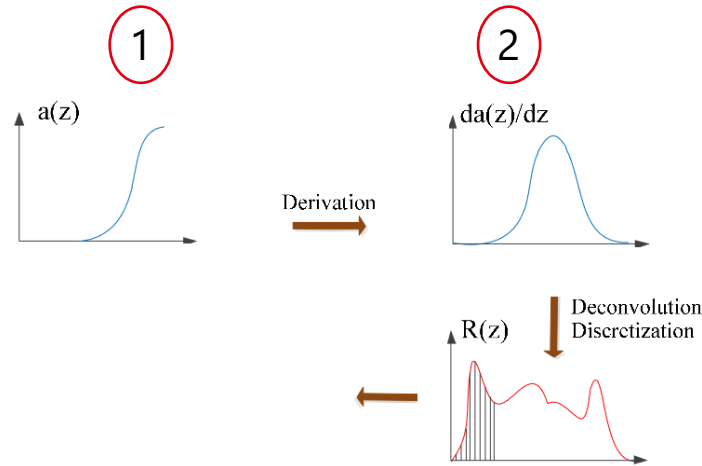 1
2
a(z)
da(z)/dz
Derivation
Deconvolution
Discretization
R(z)